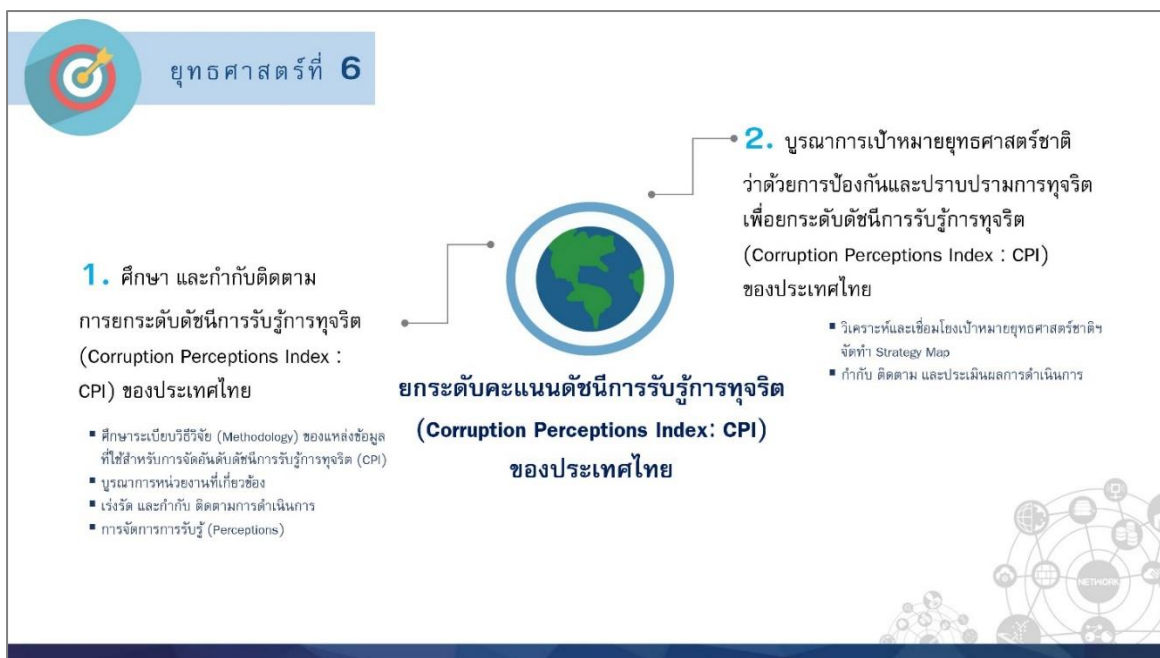 ยุทธศาสตร์ที่ 6
1. ศึกษา และกำกับติดตาม
การยกระดับดัชนีการรับรู้การทุจริต
(Corruption Perceptions Index :
CPI) ของประเทศไทย
▪ ศึกษาระเบียบวิธีวิจัย (Methodology) ของแหล่งข้อมูล
ที่ใช้สำหรับการจัดอันดับดัชนีการรับรู้การทุจริต (CPI)
▪ บูรณาการหน่วยงานที่เกี่ยวข้อง
▪ เร่งรัด และกำกับ ติดตามการดำเนินการ
▪ การจัดการการรับรู้ (Perceptions)
ยกระดับคะแนนดัชนีการรับรู้การทุจริต
(Corruption Perceptions Index: CPI)
ของประเทศไทย
2. บูรณาการเป้าหมายยุทธศาสตร์ชาติ
ว่าด้วยการป้องกันและปราบปรามการทุจริต
เพื่อยกระดับดัชนีการรับรู้การทุจริต
(Corruption Perceptions Index : CPI)
ของประเทศไทย
▪ วิเคราะห์และเชื่อมโยงเป้าหมายยุทธศาสตร์ชาติฯ
จัดทำ Strategy Map
▪ กำกับ ติดตาม และประเมินผลการดำเนินการ
NETWORK